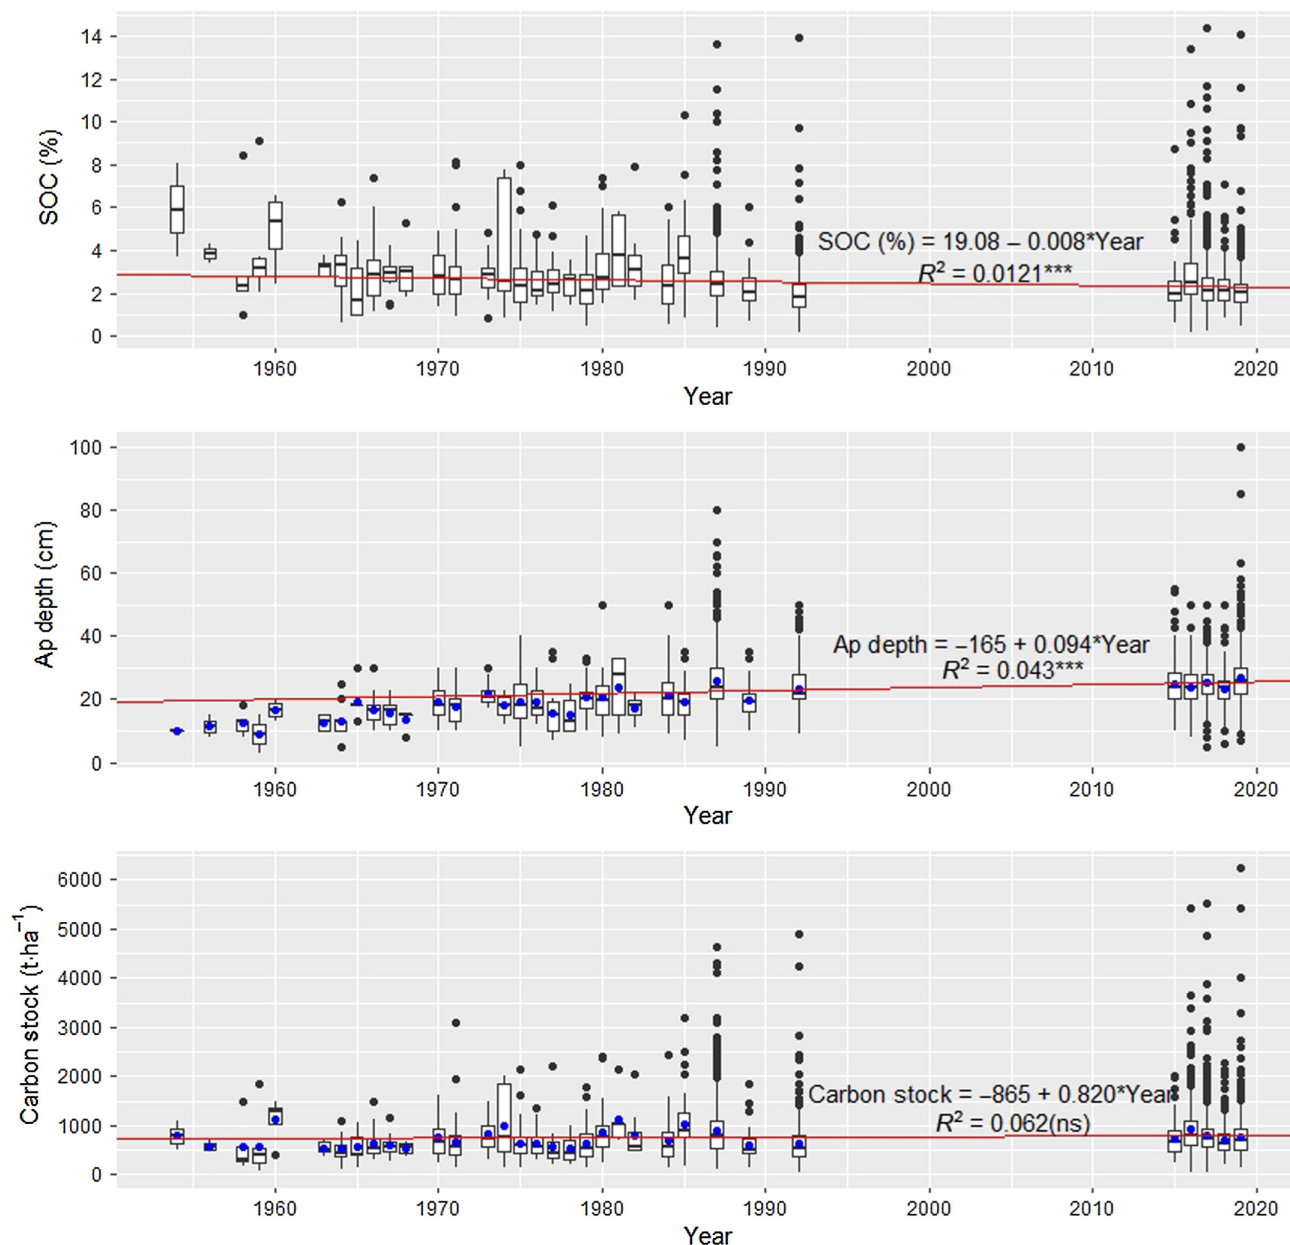 14
12
10
8
6
4
2
0
SOC (%)
SOC (%) = 19.08 − 0.008*Year
R² = 0.0121***
1960 1970 1980 1990 2000 2010 2020
Year
100
80
60
40
20
0
Ap depth (cm)
Ap depth = −165 + 0.094*Year
R² = 0.043***
1960 1970 1980 1990 2000 2010 2020
Year
6000
5000
4000
3000
2000
1000
0
Carbon stock (t·ha⁻¹)
Carbon stock = −865 + 0.820*Year
R² = 0.062(ns)
1960 1970 1980 1990 2000 2010 2020
Year